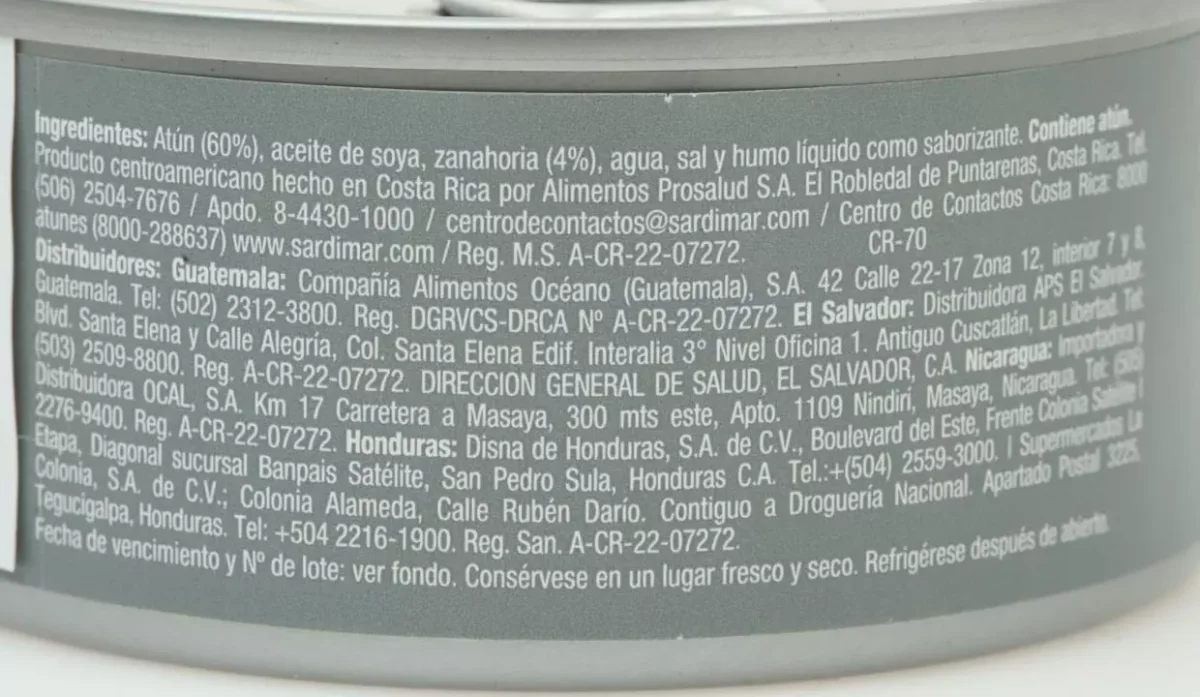 Ingredientes: Atún (60%), aceite de soya, zanahoria (4%), agua, sal y humo líquido como saborizante. Contiene atún.
Producto centroamericano hecho en Costa Rica por Alimentos Prosalud S.A. El Robledal de Puntarenas, Costa Rica. Tel.
(506) 2504-7676 / Apdo. 8-4430-1000 / centrodecontactos@sardimar.com / Centro de Contactos Costa Rica: 8000
atunes (8000-288637) www.sardimar.com / Reg. M.S. A-CR-22-07272. CR-70
Distribuidores: Guatemala: Compañía Alimentos Océano (Guatemala), S.A. 42 Calle 22-17 Zona 12, interior 7 y 8,
Guatemala. Tel: (502) 2312-3800. Reg. DGRVCS-DRCA Nº A-CR-22-07272. El Salvador: Distribuidora APS El Salvador.
Blvd. Santa Elena y Calle Alegría, Col. Santa Elena Edif. Interalia 3° Nivel Oficina 1. Antiguo Cuscatlán, La Libertad. Tel:
(503) 2509-8800. Reg. A-CR-22-07272. DIRECCION GENERAL DE SALUD, EL SALVADOR, C.A. Nicaragua: Importadora y
Distribuidora OCAL, S.A. Km 17 Carretera a Masaya, 300 mts este, Apto. 1109 Nindirí, Masaya, Nicaragua. Tel: (505)
2276-9400. Reg. A-CR-22-07272. Honduras: Disna de Honduras, S.A. de C.V., Boulevard del Este, Frente Colonia Satélite I
Etapa, Diagonal sucursal Banpais Satélite, San Pedro Sula, Honduras C.A. Tel.:+(504) 2559-3000. | Supermercados La
Colonia, S.A. de C.V.; Colonia Alameda, Calle Rubén Darío. Contiguo a Droguería Nacional. Apartado Postal 3225,
Tegucigalpa, Honduras. Tel: +504 2216-1900. Reg. San. A-CR-22-07272.
Fecha de vencimiento y Nº de lote: ver fondo. Consérvese en un lugar fresco y seco. Refrigérese después de abierto.